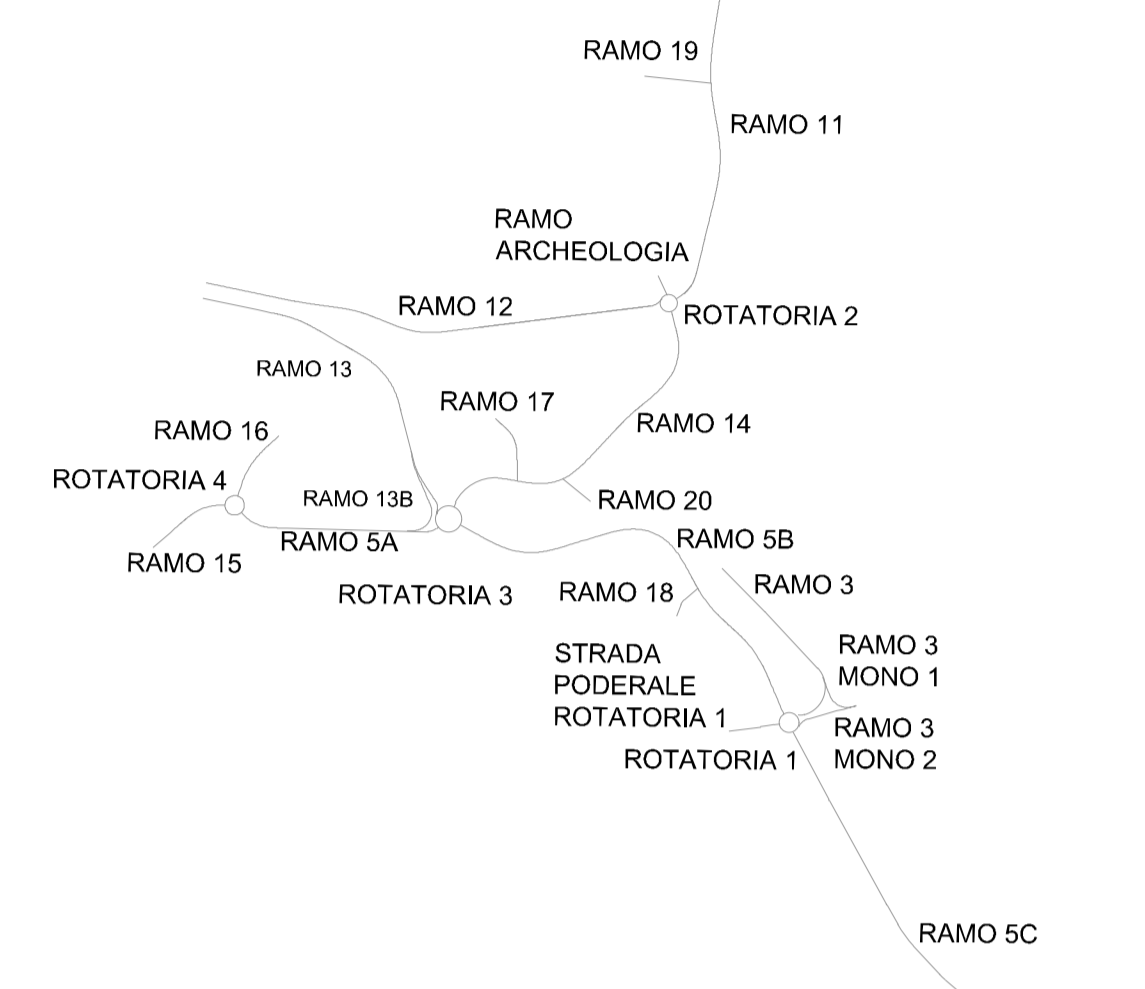 RAMO 19
RAMO 11
RAMO
ARCHEOLOGIA
RAMO 12
ROTATORIA 2
RAMO 13
RAMO 17
RAMO 14
RAMO 16
ROTATORIA 4
RAMO 13B
RAMO 20
RAMO 5A
RAMO 5B
RAMO 15
ROTATORIA 3
RAMO 18
RAMO 3
RAMO 3
MONO 1
STRADA
PODERALE
ROTATORIA 1
RAMO 3
MONO 2
ROTATORIA 1
RAMO 5C